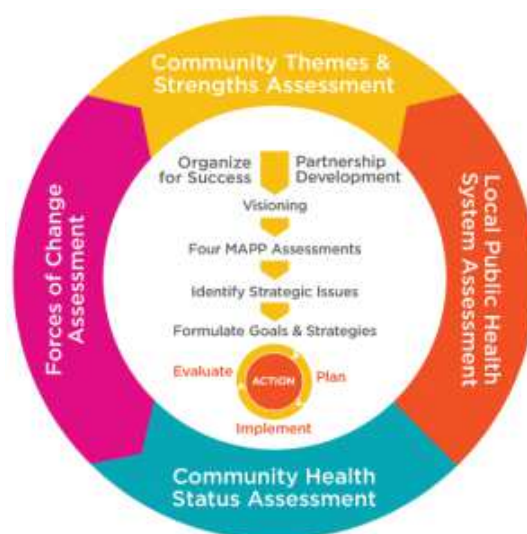 Community Themes &
Strengths Assessment
Organize
for Success
Partnership
Development
Visioning
Four MAPP Assessments
Identify Strategic Issues
Formulate Goals & Strategies
Evaluate
ACTION
Plan
Implement
Forces of Change
Assessment
Local Public Health
System Assessment
Community Health
Status Assessment